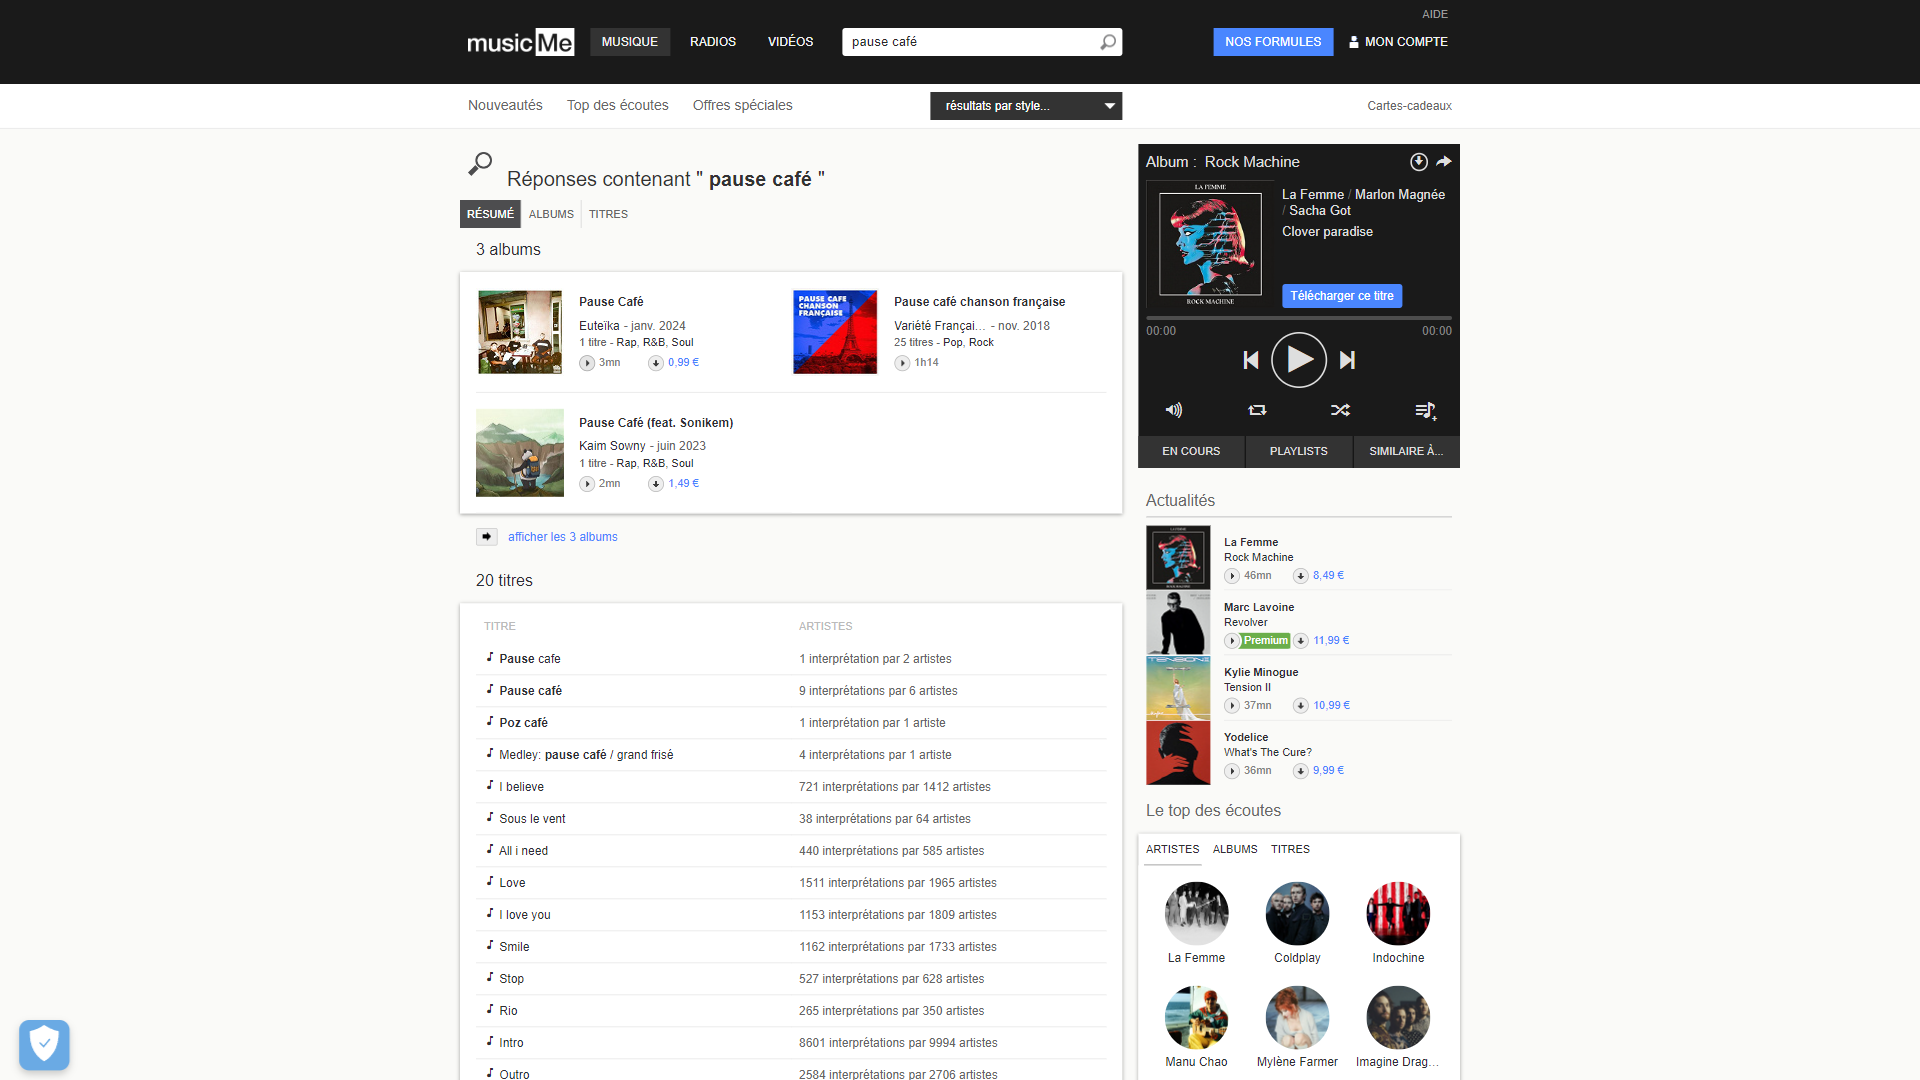 AIDE
musicMe
MUSIQUE
RADIOS
VIDÉOS
pause café
NOS FORMULES
MON COMPTE
Nouveautés
Top des écoutes
Offres spéciales
résultats par style...
Cartes-cadeaux
Réponses contenant " pause café "
RÉSUMÉ
ALBUMS
TITRES
3 albums
Pause Café
Euteïka - janv. 2024
1 titre - Rap, R&B, Soul
3mn
0,99 €
PAUSE CAFE
CHANSON
FRANÇAISE
Pause café chanson française
Variété Françai... - nov. 2018
25 titres - Pop, Rock
1h14
Pause Café (feat. Sonikem)
Kaim Sowny - juin 2023
1 titre - Rap, R&B, Soul
2mn
1,49 €
afficher les 3 albums
20 titres
TITRE
ARTISTES
Pause cafe
1 interprétation par 2 artistes
Pause café
9 interprétations par 6 artistes
Poz café
1 interprétation par 1 artiste
Medley: pause café / grand frisé
4 interprétations par 1 artiste
I believe
721 interprétations par 1412 artistes
Sous le vent
38 interprétations par 64 artistes
All i need
440 interprétations par 585 artistes
Love
1511 interprétations par 1965 artistes
I love you
1153 interprétations par 1809 artistes
Smile
1162 interprétations par 1733 artistes
Stop
527 interprétations par 628 artistes
Rio
265 interprétations par 350 artistes
Intro
8601 interprétations par 9994 artistes
Outro
2584 interprétations par 2706 artistes
Album : Rock Machine
LA FEMME
ROCK MACHINE
La Femme / Marlon Magnée
/ Sacha Got
Clover paradise
Télécharger ce titre
00:00
00:00
EN COURS
PLAYLISTS
SIMILAIRE À...
Actualités
ROCK MACHINE
La Femme
Rock Machine
46mn
8,49 €
Marc Lavoine
Revolver
Premium
11,99 €
TENSION
Kylie Minogue
Tension II
37mn
10,99 €
Yodelice
What's The Cure?
36mn
9,99 €
Le top des écoutes
ARTISTES
ALBUMS
TITRES
La Femme
Coldplay
Indochine
Manu Chao
Mylène Farmer
Imagine Drag...